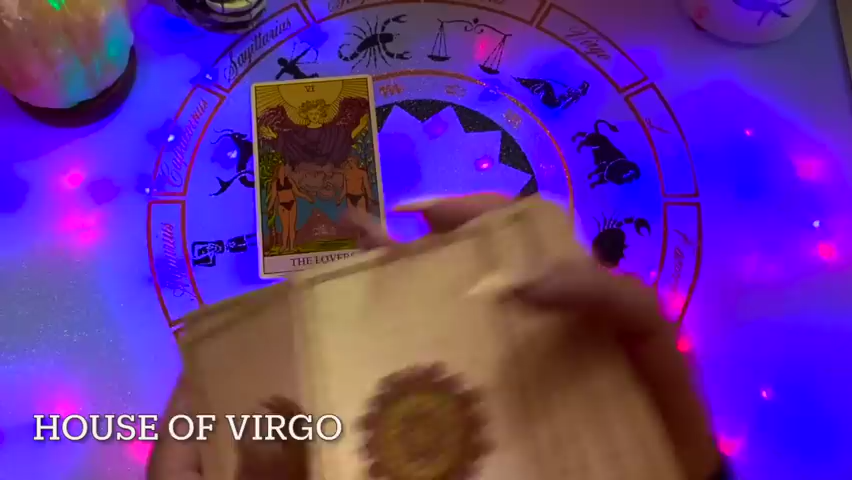 Sagittarius
Virgo
Capricornus
VI
THE LOVERS
HOUSE OF VIRGO